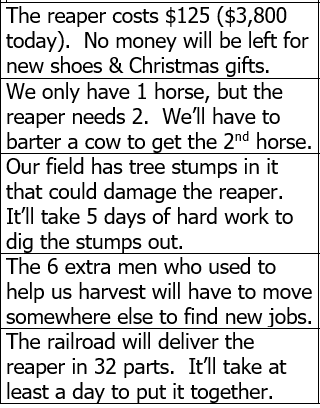 The reaper costs $125 ($3,800
today).  No money will be left for
new shoes & Christmas gifts.
We only have 1 horse, but the
reaper needs 2.  We'll have to
barter a cow to get the 2nd horse.
Our field has tree stumps in it
that could damage the reaper.
It'll take 5 days of hard work to
dig the stumps out.
The 6 extra men who used to
help us harvest will have to move
somewhere else to find new jobs.
The railroad will deliver the
reaper in 32 parts.  It'll take at
least a day to put it together.